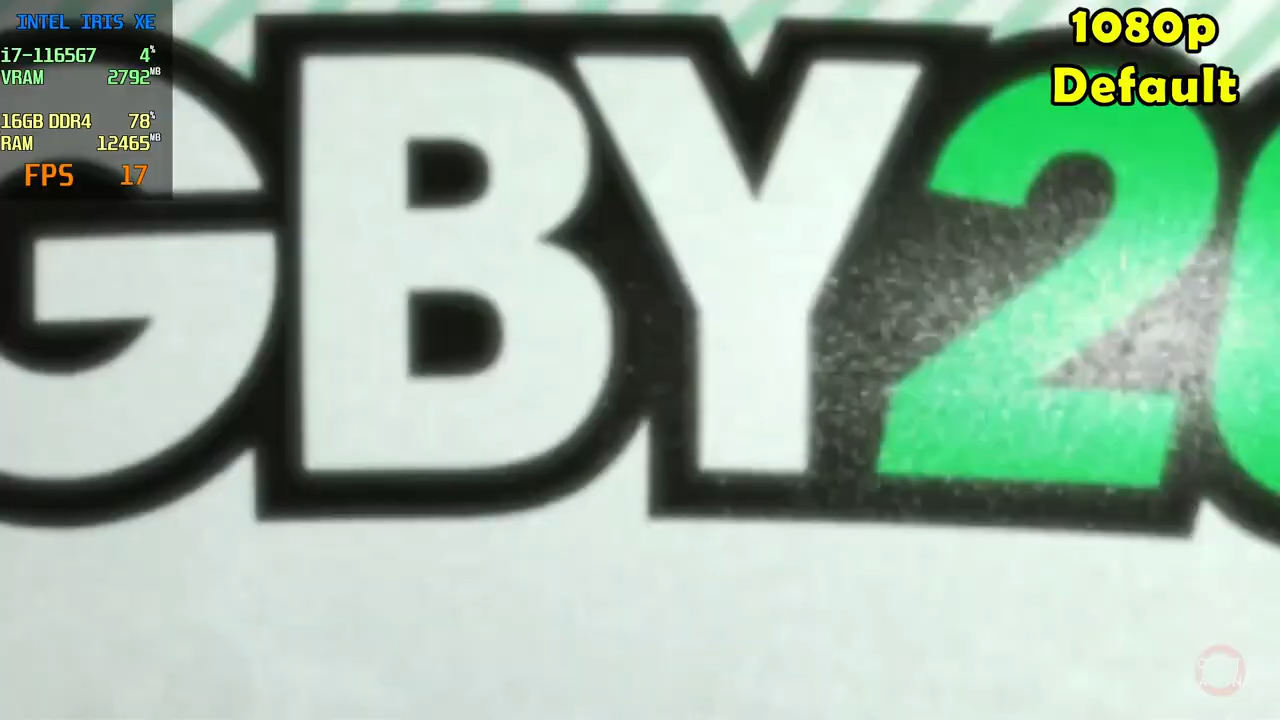 INTEL IRIS XE
i7-1165G7 4%
VRAM 2792MB
16GB DDR4 78%
RAM 12465MB
FPS 17
1080p
Default
GBY2